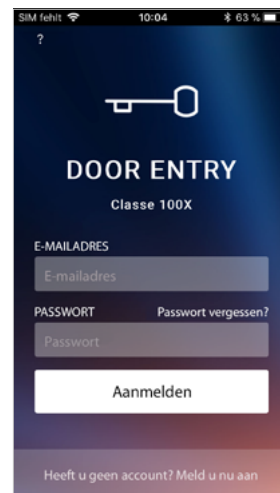 SIM fehlt 10:04 63 %
?
DOOR ENTRY
Classe 100X
E-MAILADRES
E-mailadres
PASSWORT Passwort vergessen?
Passwort
Aanmelden
Heeft u geen account? Meld u nu aan